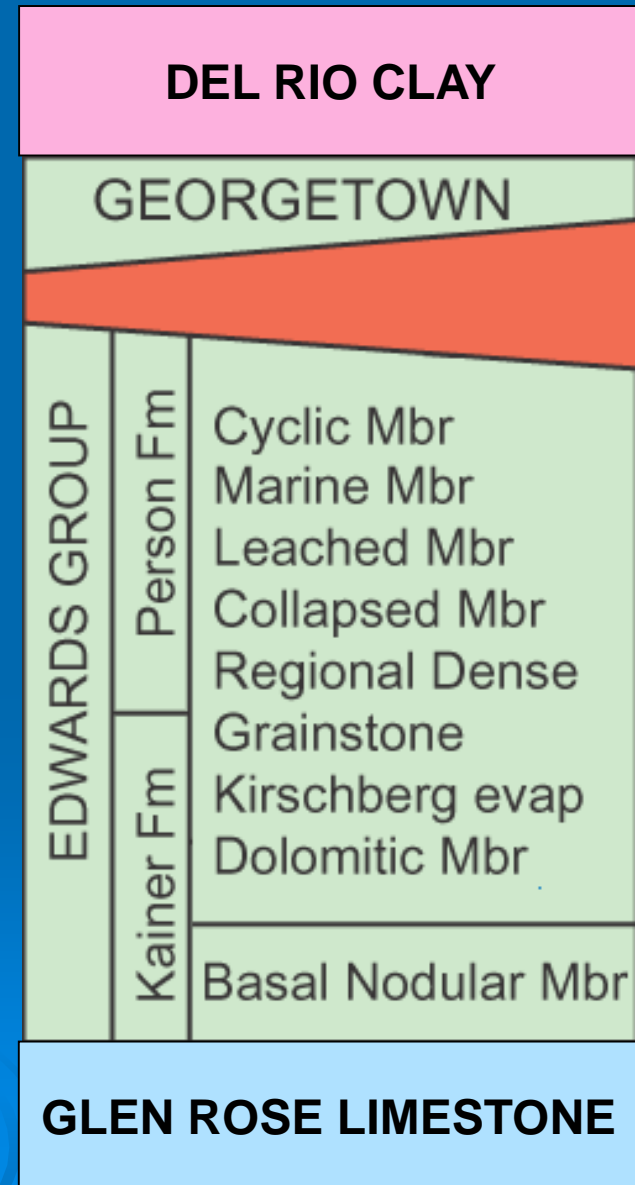 DEL RIO CLAY
GEORGETOWN
EDWARDS GROUP
Person Fm
Kainer Fm
Cyclic Mbr
Marine Mbr
Leached Mbr
Collapsed Mbr
Regional Dense
Grainstone
Kirschberg evap
Dolomitic Mbr
Basal Nodular Mbr
GLEN ROSE LIMESTONE